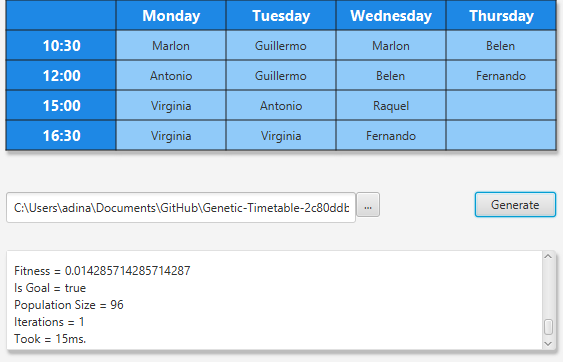 Monday Tuesday Wednesday Thursday
10:30 Marlon Guillermo Marlon Belen
12:00 Antonio Guillermo Belen Fernando
15:00 Virginia Antonio Raquel
16:30 Virginia Virginia Fernando
C:\Users\adina\Documents\GitHub\Genetic-Timetable-2c80ddb ... Generate
Fitness = 0.014285714285714287
Is Goal = true
Population Size = 96
Iterations = 1
Took = 15ms.